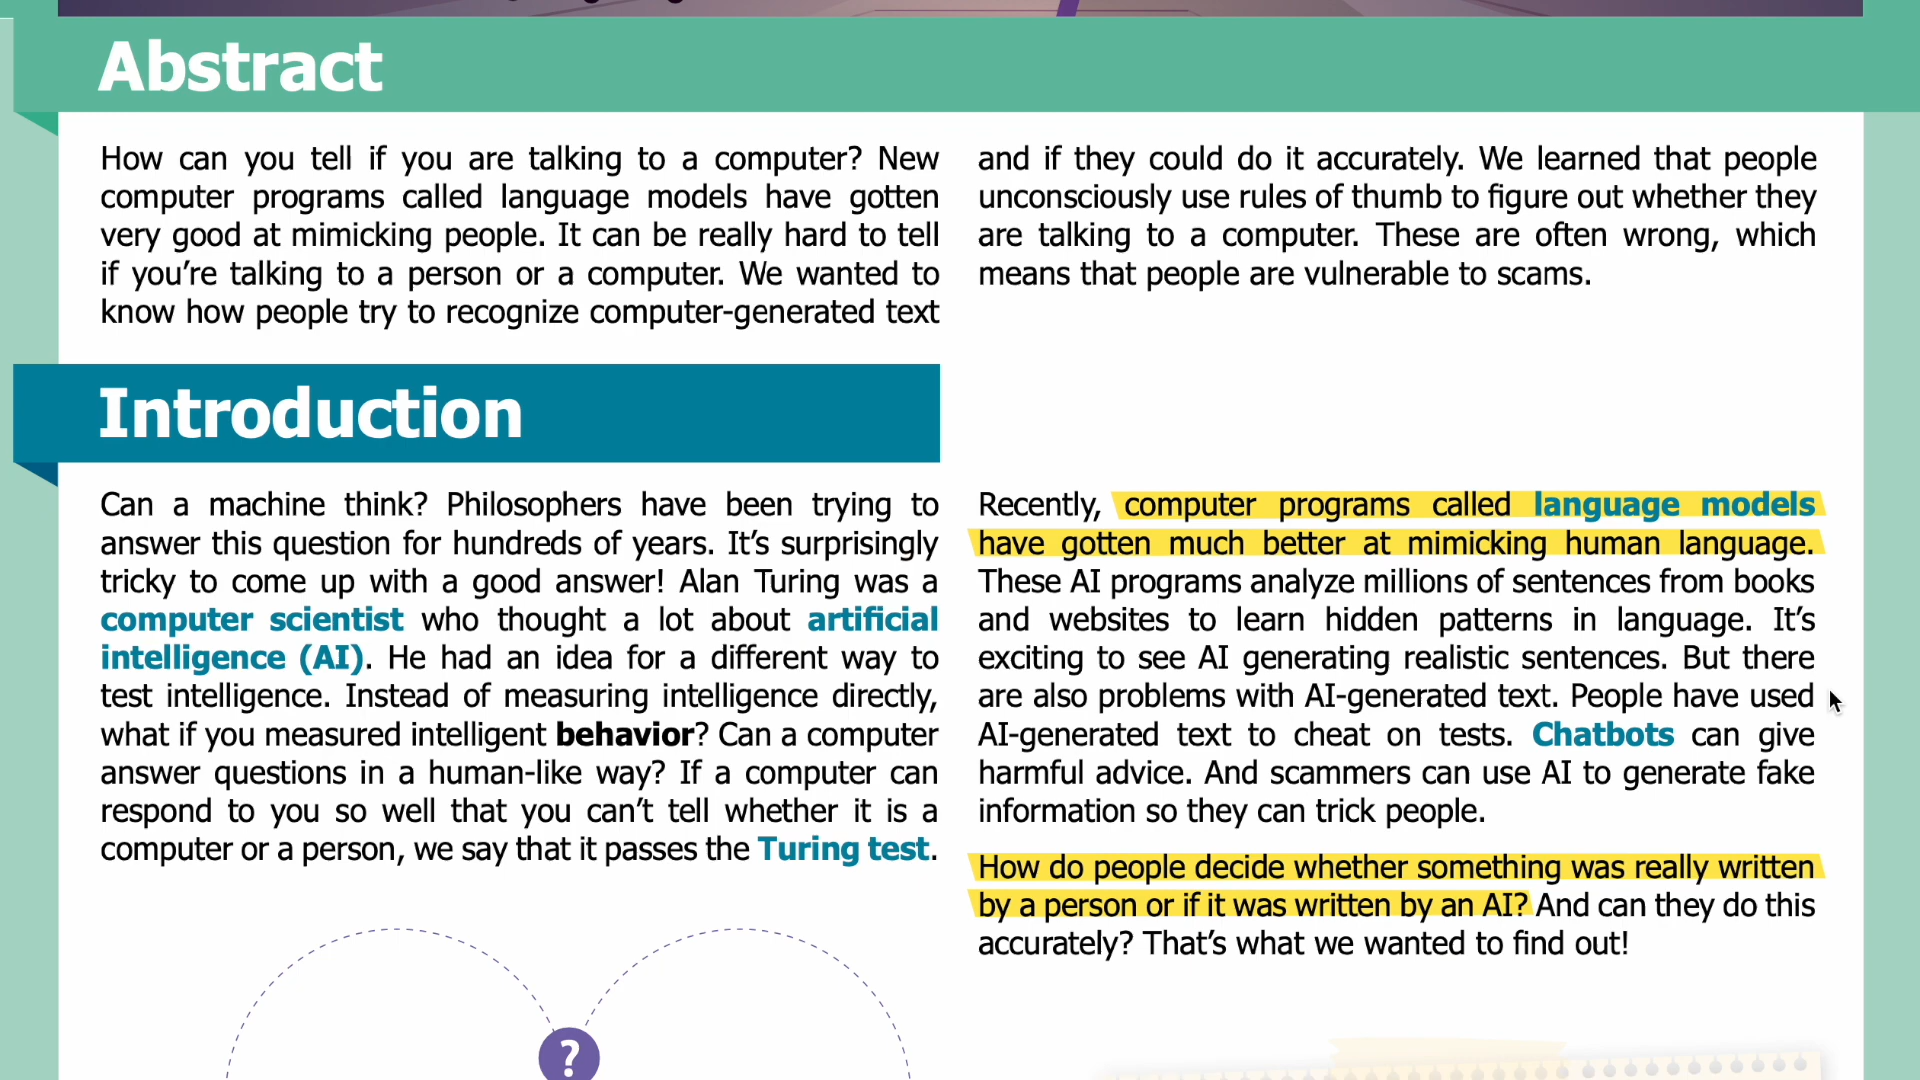 Abstract
How can you tell if you are talking to a computer? New
computer programs called language models have gotten
very good at mimicking people. It can be really hard to tell
if you’re talking to a person or a computer. We wanted to
know how people try to recognize computer-generated text
and if they could do it accurately. We learned that people
unconsciously use rules of thumb to figure out whether they
are talking to a computer. These are often wrong, which
means that people are vulnerable to scams.
Introduction
Can a machine think? Philosophers have been trying to
answer this question for hundreds of years. It’s surprisingly
tricky to come up with a good answer! Alan Turing was a
computer scientist who thought a lot about artificial
intelligence (AI). He had an idea for a different way to
test intelligence. Instead of measuring intelligence directly,
what if you measured intelligent behavior? Can a computer
answer questions in a human-like way? If a computer can
respond to you so well that you can’t tell whether it is a
computer or a person, we say that it passes the Turing test.
Recently, computer programs called language models
have gotten much better at mimicking human language.
These AI programs analyze millions of sentences from books
and websites to learn hidden patterns in language. It’s
exciting to see AI generating realistic sentences. But there
are also problems with AI-generated text. People have used
AI-generated text to cheat on tests. Chatbots can give
harmful advice. And scammers can use AI to generate fake
information so they can trick people.
How do people decide whether something was really written
by a person or if it was written by an AI? And can they do this
accurately? That’s what we wanted to find out!
?